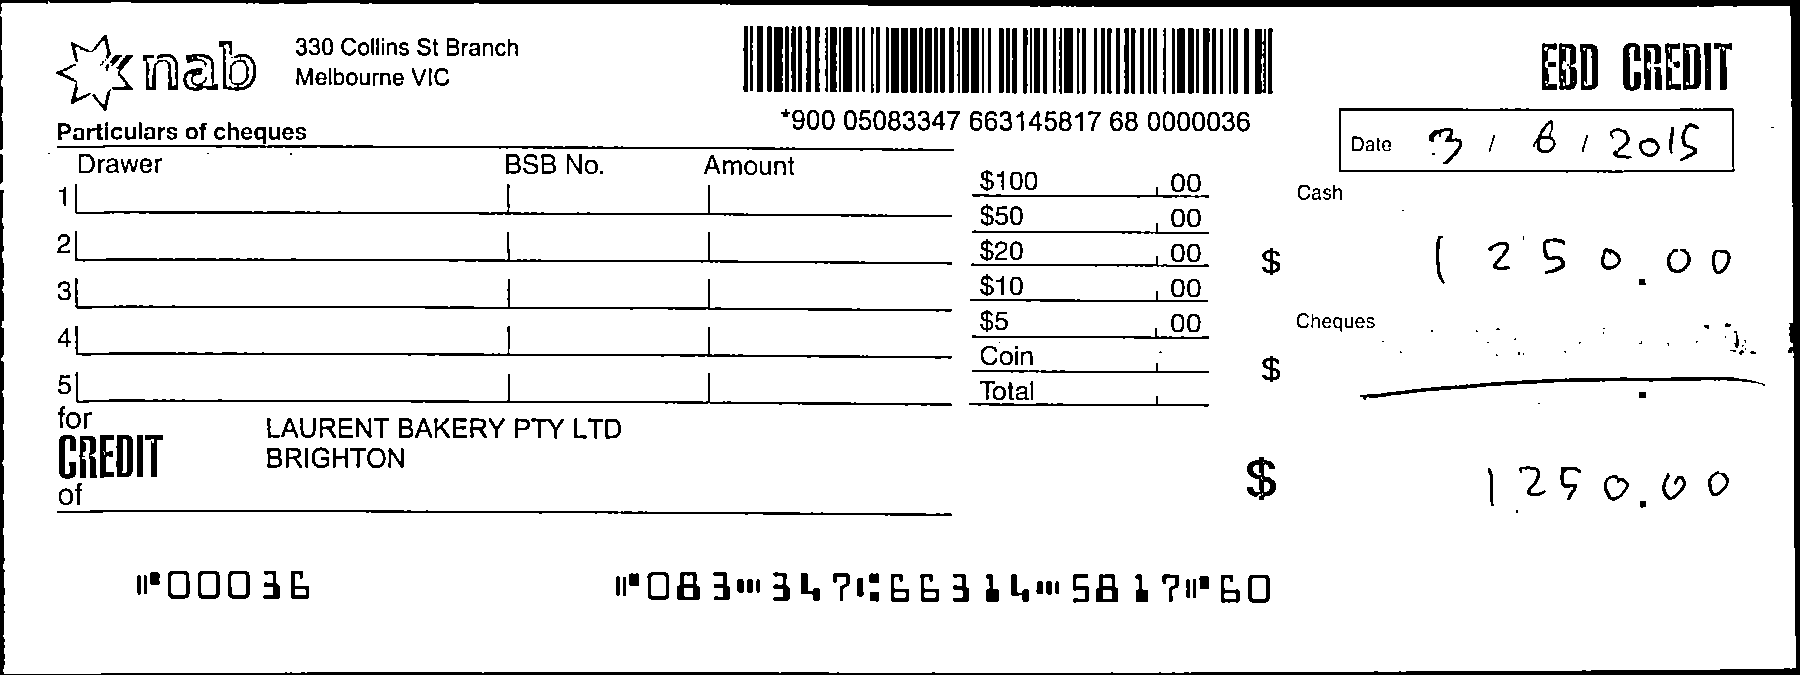 nab
330 Collins St Branch
Melbourne VIC
EBD CREDIT
*900 05083347 663145817 68 0000036
Date 3 / 8 / 2015
Particulars of cheques
Drawer BSB No. Amount
1
2
3
4
5
$100 , 00
$50 , 00
$20 , 00
$10 , 00
$5 , 00
Coin
Total
Cash
$ 1250.00
Cheques
$ .
for
CREDIT
of
LAURENT BAKERY PTY LTD
BRIGHTON
$ 1250.00
⑈00036 ⑈083⑉347⑆66314⑉5817⑈60